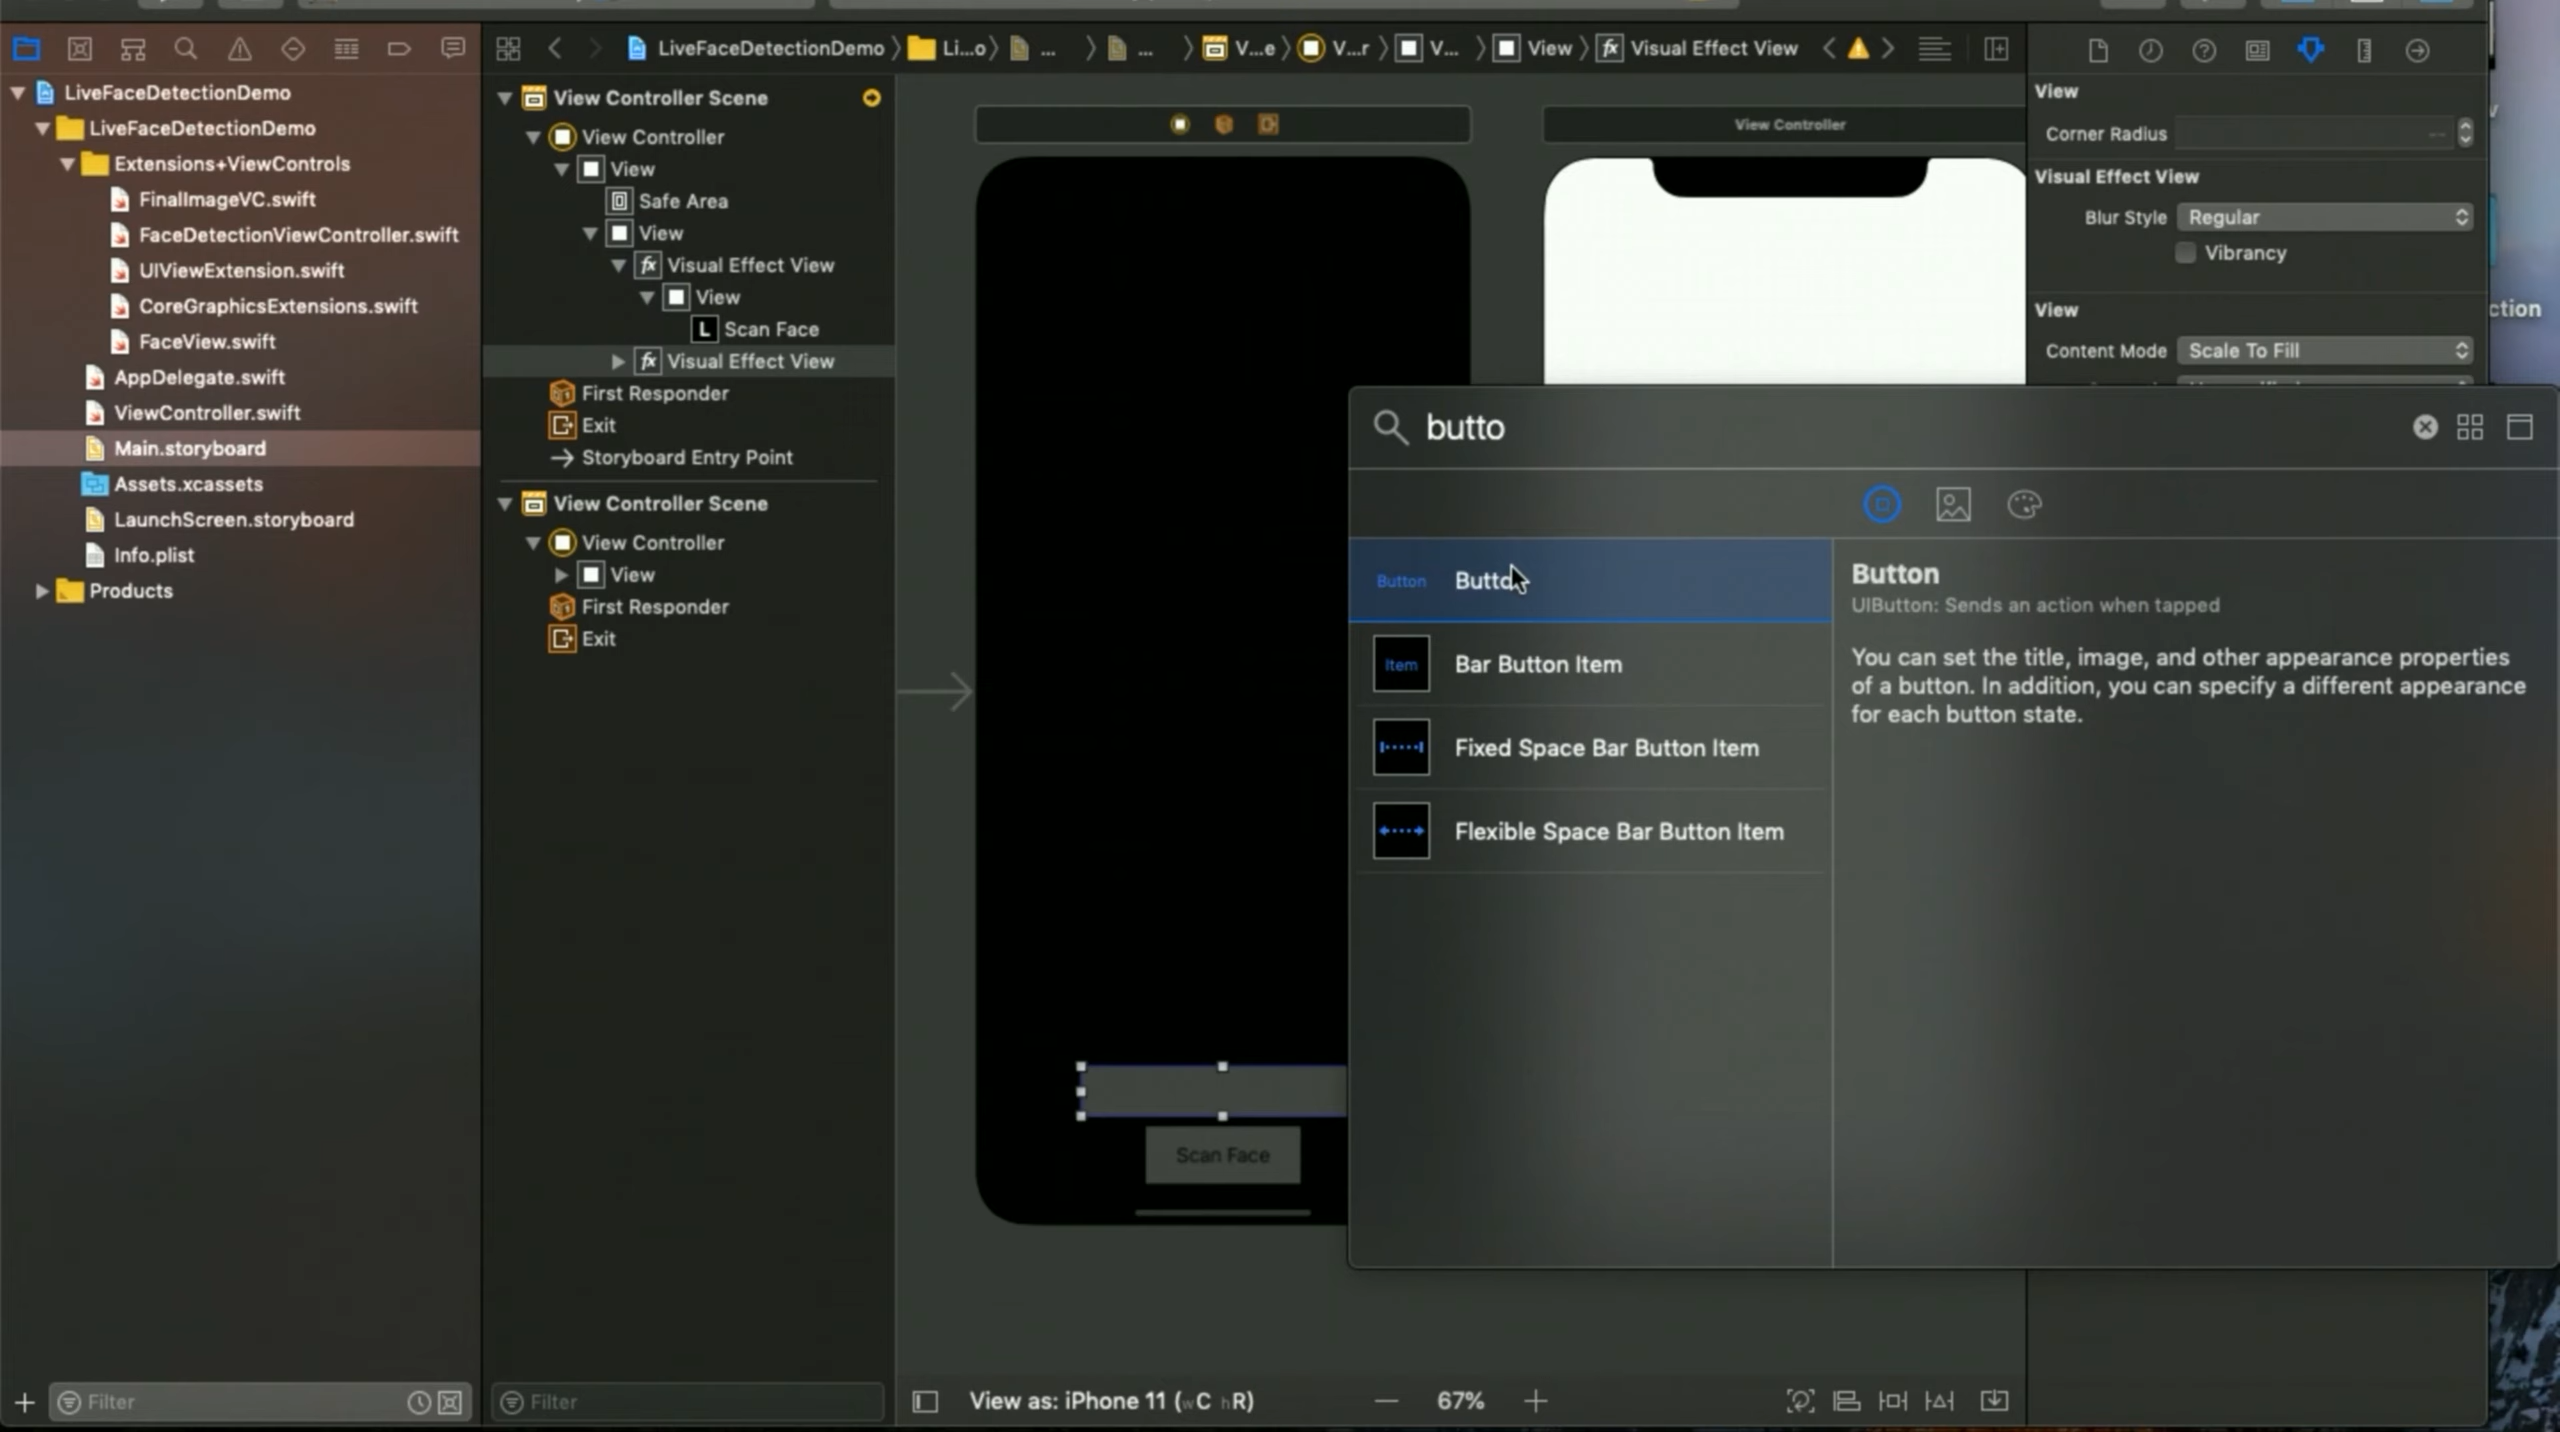 LiveFaceDetectionDemo
Li...o
...
...
V...e
V...r
V...
View
Visual Effect View
LiveFaceDetectionDemo
LiveFaceDetectionDemo
Extensions+ViewControls
FinalImageVC.swift
FaceDetectionViewController.swift
UIViewExtension.swift
CoreGraphicsExtensions.swift
FaceView.swift
AppDelegate.swift
ViewController.swift
Main.storyboard
Assets.xcassets
LaunchScreen.storyboard
Info.plist
Products
Filter
View Controller Scene
View Controller
View
Safe Area
View
Visual Effect View
View
L Scan Face
Visual Effect View
First Responder
Exit
Storyboard Entry Point
View Controller Scene
View Controller
View
First Responder
Exit
Filter
View Controller
Scan Face
View as: iPhone 11 (wC hR)
67%
View
Corner Radius
Visual Effect View
Blur Style Regular
Vibrancy
View
Content Mode Scale To Fill
ction
butto
Button Butto
Item Bar Button Item
Fixed Space Bar Button Item
Flexible Space Bar Button Item
Button
UIButton: Sends an action when tapped
You can set the title, image, and other appearance properties
of a button. In addition, you can specify a different appearance
for each button state.